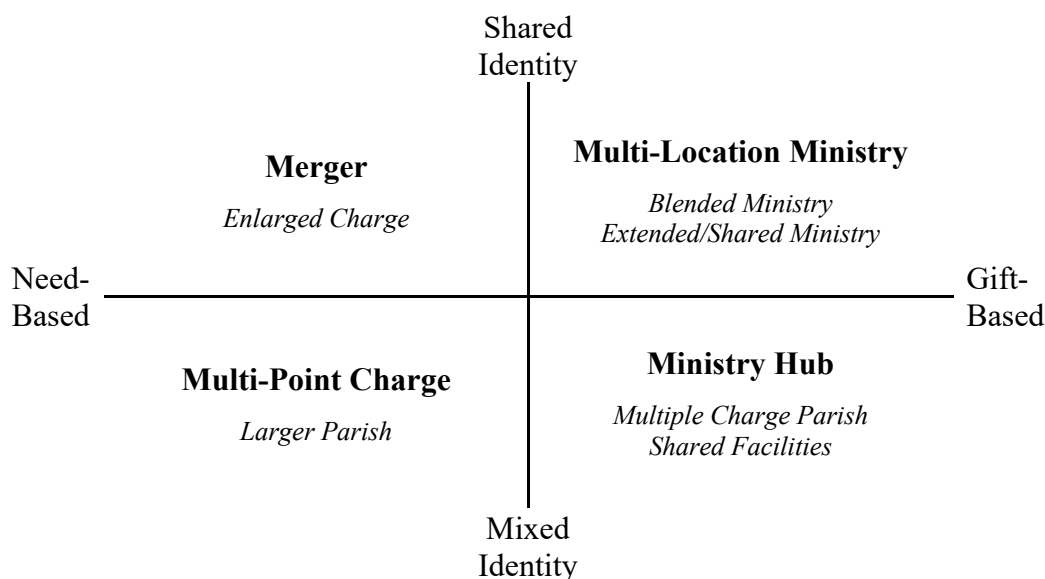 Shared
Identity
Merger
Enlarged Charge
Multi-Location Ministry
Blended Ministry
Extended/Shared Ministry
Need-
Based
Gift-
Based
Multi-Point Charge
Larger Parish
Ministry Hub
Multiple Charge Parish
Shared Facilities
Mixed
Identity